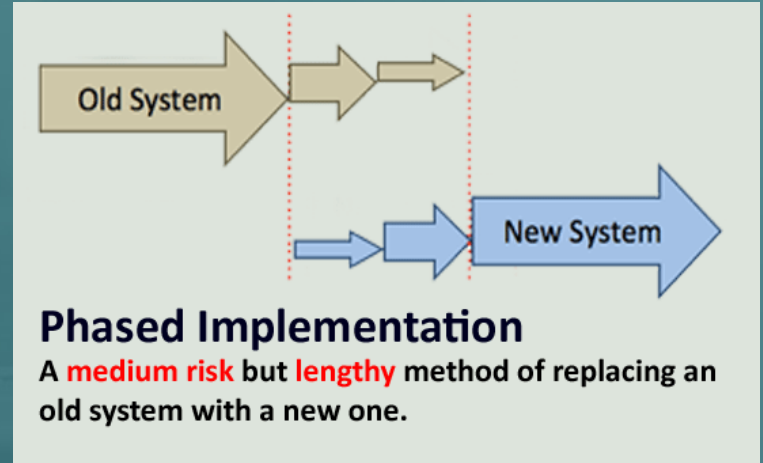 Old System
New System
Phased Implementation
A medium risk but lengthy method of replacing an
old system with a new one.